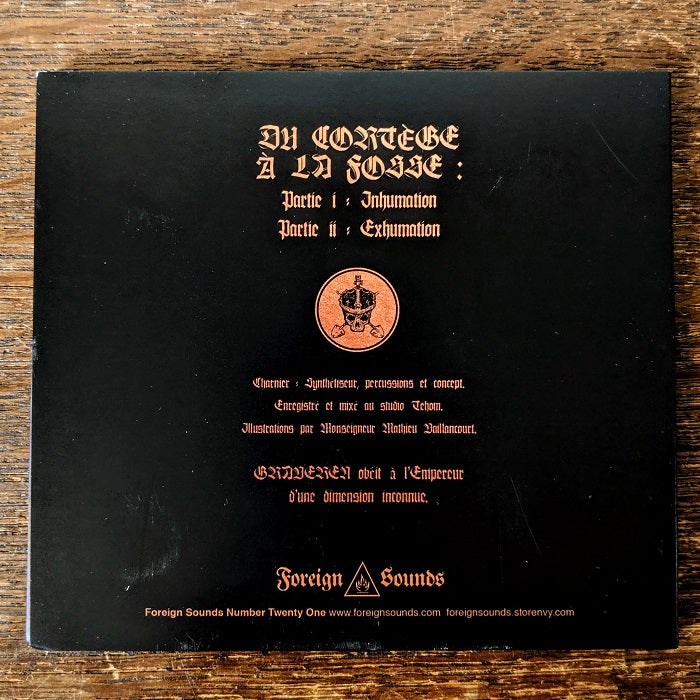 DU CORTÈGE
À LA FOSSE :
Partie i : Inhumation
Partie ii : Exhumation
Charnier : Synthétiseur, percussions et concept.
Enregistré et mixé au studio Tehom.
Illustrations par Monseigneur Mathieu Vaillancourt.
GRAVEREN obéit à l'Empereur
d'une dimension inconnue.
Foreign Sounds
Foreign Sounds Number Twenty One www.foreignsounds.com foreignsounds.storenvy.com